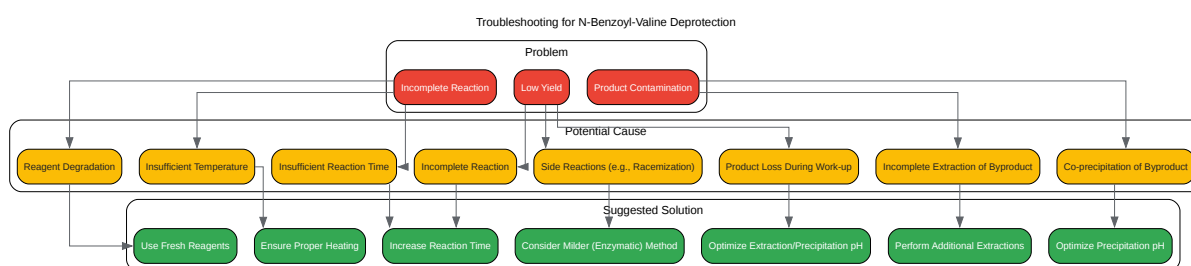 Troubleshooting for N-Benzoyl-Valine Deprotection
Problem
Incomplete Reaction
Low Yield
Product Contamination
Potential Cause
Reagent Degradation
Insufficient Temperature
Insufficient Reaction Time
Incomplete Reaction
Side Reactions (e.g., Racemization)
Product Loss During Work-up
Incomplete Extraction of Byproduct
Co-precipitation of Byproduct
Suggested Solution
Use Fresh Reagents
Ensure Proper Heating
Increase Reaction Time
Consider Milder (Enzymatic) Method
Optimize Extraction/Precipitation pH
Perform Additional Extractions
Optimize Precipitation pH